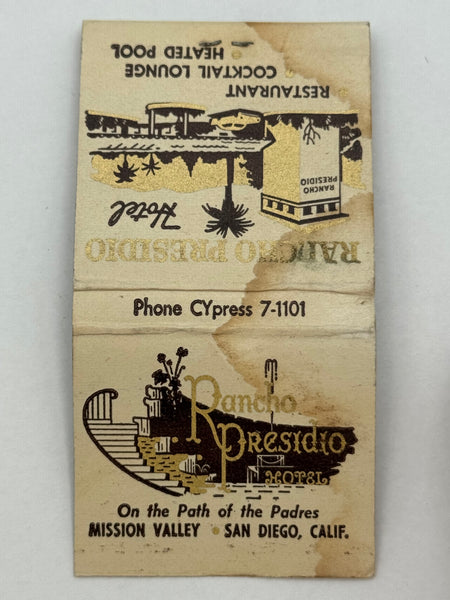 RANCHO PRESIDIO
Hotel
RANCHO
PRESIDIO
RESTAURANT
• COCKTAIL LOUNGE
• HEATED POOL
Phone CYpress 7-1101
Rancho
Presidio
HOTEL
On the Path of the Padres
MISSION VALLEY • SAN DIEGO, CALIF.